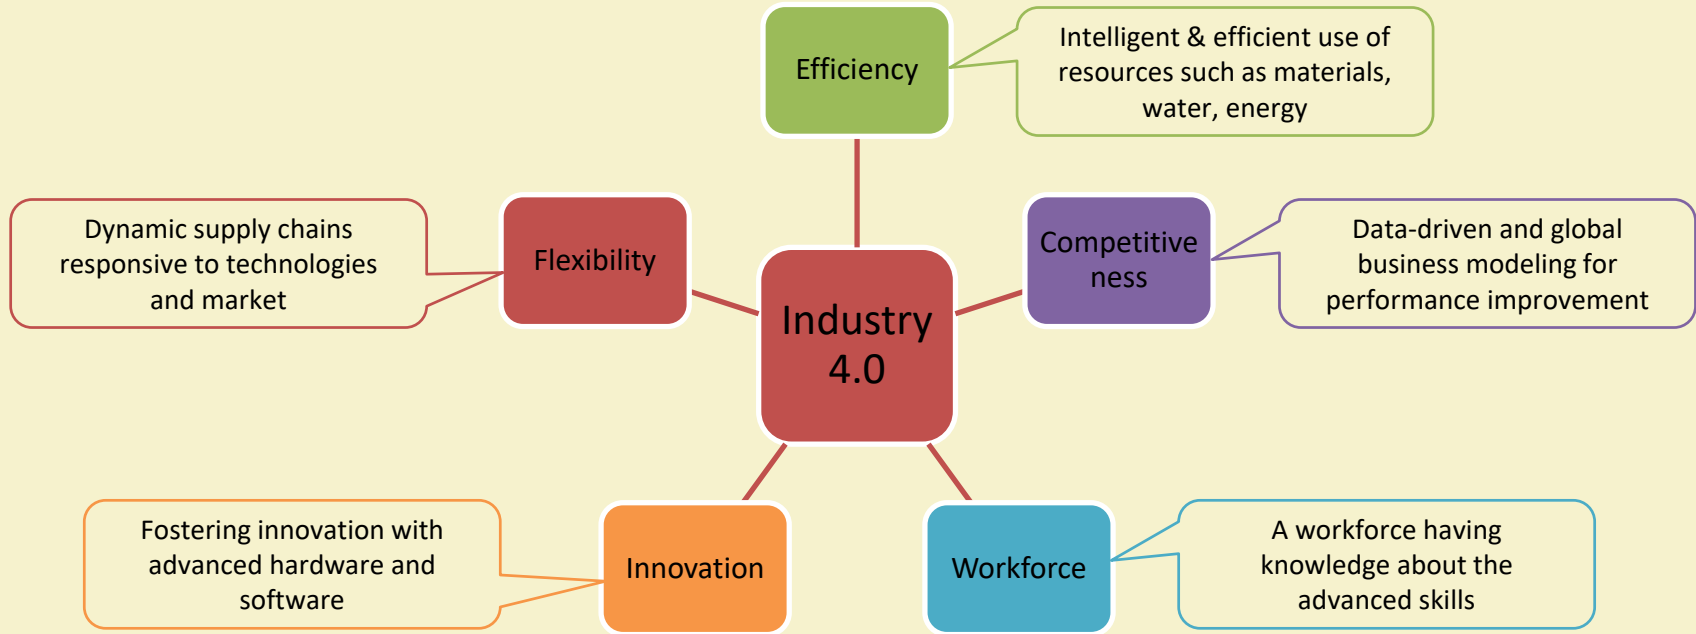 Efficiency
Intelligent & efficient use of
resources such as materials,
water, energy
Dynamic supply chains
responsive to technologies
and market
Flexibility
Competitive
ness
Data-driven and global
business modeling for
performance improvement
Industry
4.0
Fostering innovation with
advanced hardware and
software
Innovation
Workforce
A workforce having
knowledge about the
advanced skills